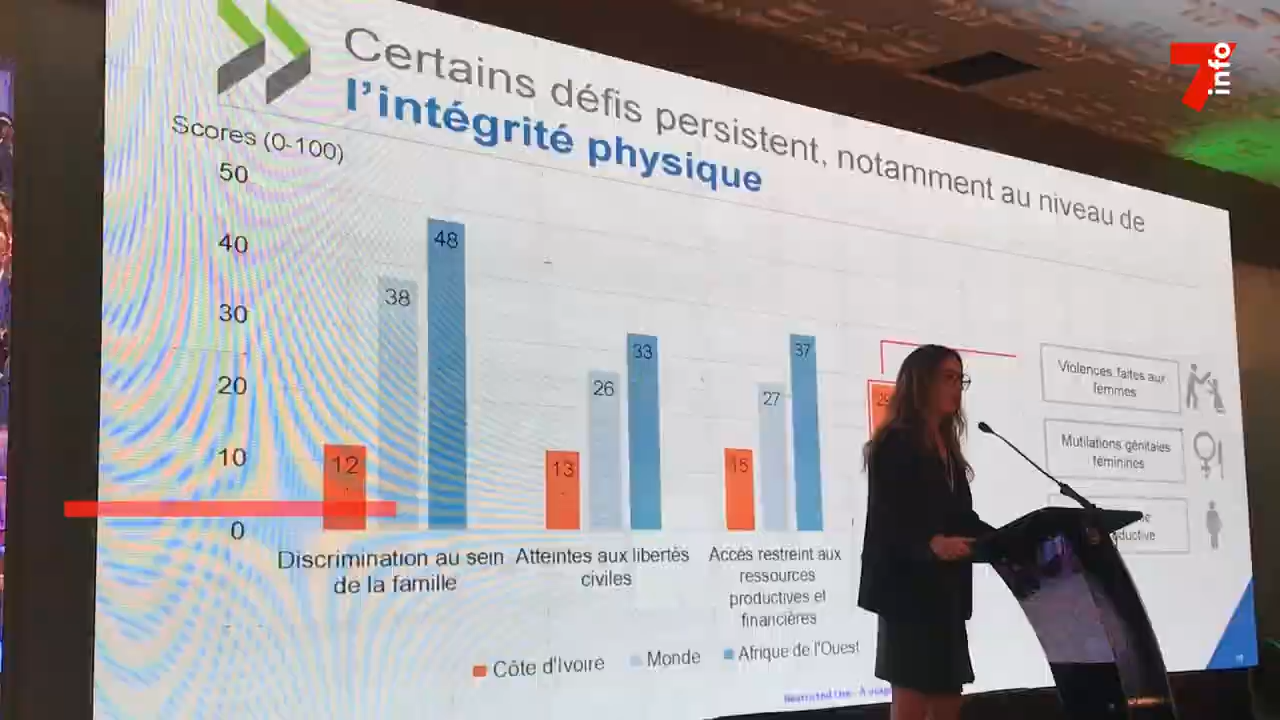 7
info
Certains défis persistent, notamment au niveau de
l'intégrité physique
Scores (0-100)
50
40
30
20
10
0
12
38
48
13
26
33
15
27
37
Discrimination au sein
de la famille
Atteintes aux libertés
civiles
Accès restreint aux
ressources
productives et
financières
Violences faites aux
femmes
Mutilations génitales
féminines
Côte d'Ivoire
Monde
Afrique de l'Ouest
Restricted Use - À usage